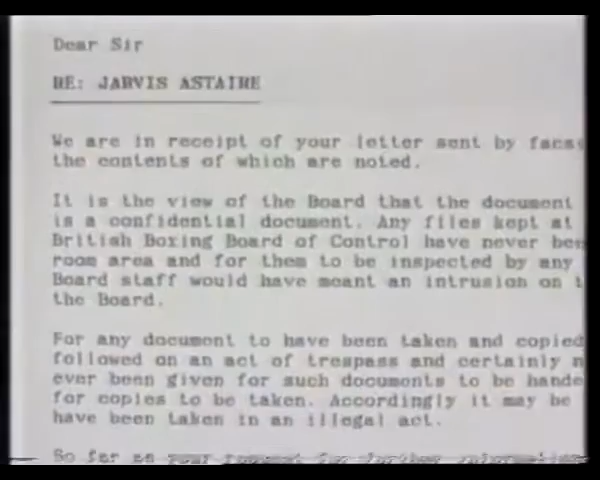 Dear Sir
RE: JARVIS ASTAIRE
We are in receipt of your letter sent by
the contents of which are noted.
It is the view of the Board that the document
is a confidential document. Any files kept at
British Boxing Board of Control have never
room area and for them to be inspected by any
Board staff would have meant an intrusion on
the Board.
For any document to have been taken and copied
followed on an act of trespass and certainly
ever been given for such documents to be
for copies to be taken. Accordingly it may be
have been taken in an illegal act.
So far as your request for further information